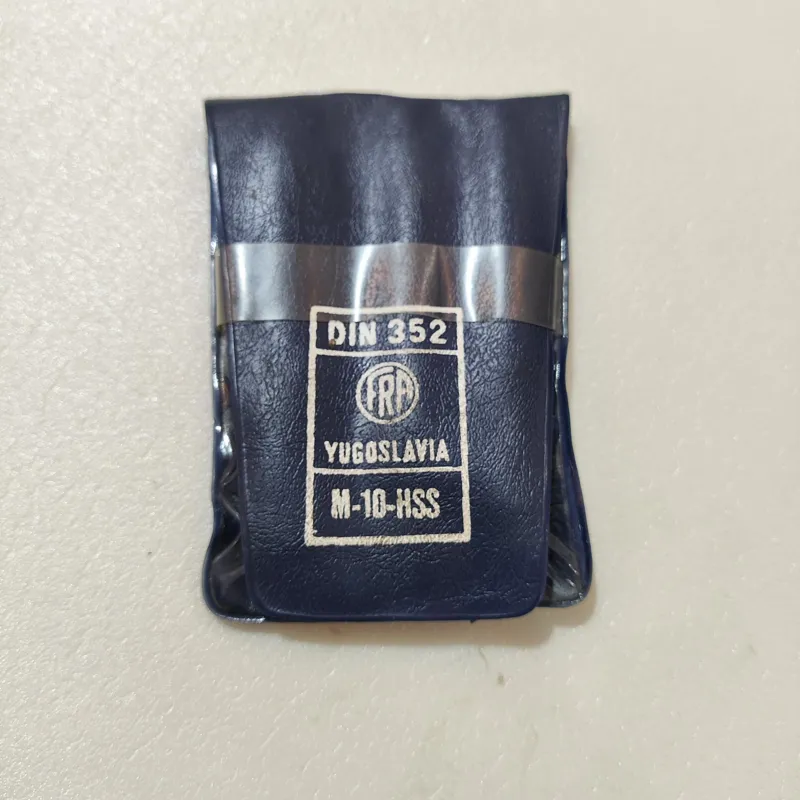 DIN 352
FRA
YUGOSLAVIA
M-10-HSS